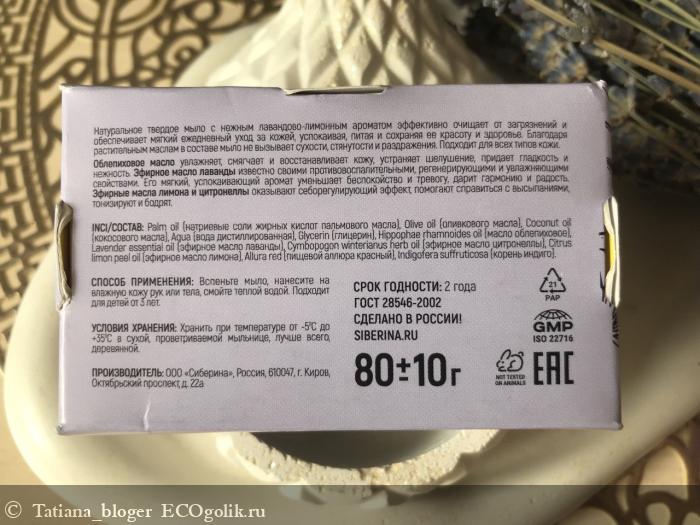 Натуральное твердое мыло с нежным лавандово-лимонным ароматом эффективно очищает от загрязнений и
обеспечивает мягкий ежедневный уход за кожей, успокаивая, питая и сохраняя ее красоту и здоровье. Благодаря
растительным маслам в составе мыло не вызывает сухости, стянутости и раздражения. Подходит для всех типов кожи.
Облепиховое масло увлажняет, смягчает и восстанавливает кожу, устраняет шелушение, придает гладкость и
нежность. Эфирное масло лаванды известно своими противовоспалительными, регенерирующими и увлажняющими
свойствами. Его мягкий, успокаивающий аромат уменьшает беспокойство и тревогу, дарит гармонию и радость.
Эфирные масла лимона и цитронеллы оказывают себорегулирующий эффект, помогают справиться с высыпаниями,
тонизируют и бодрят.
INCI/СОСТАВ: Palm oil (натриевые соли жирных кислот пальмового масла), Olive oil (оливкового масла), Coconut oil
(кокосового масла), Aqua (вода дистиллированная), Glycerin (глицерин), Hippophae rhamnoides oil (масло облепиховое),
Lavender essential oil (эфирное масло лаванды), Cymbopogon winterianus herb oil (эфирное масло цитронеллы), Citrus
limon peel oil (эфирное масло лимона), Allura red (пищевой аллюра красный), Indigofera suffruticosa (корень индиго).
СПОСОБ ПРИМЕНЕНИЯ: Вспеньте мыло, нанесите на
влажную кожу рук или тела, смойте теплой водой. Подходит
для детей от 3 лет.
УСЛОВИЯ ХРАНЕНИЯ: Хранить при температуре от -5°С до
+35°С в сухой, проветриваемой мыльнице, лучше всего,
деревянной.
ПРОИЗВОДИТЕЛЬ: ООО «Сиберина», Россия, 610047, г. Киров,
Октябрьский проспект, д. 22а
СРОК ГОДНОСТИ: 2 года
ГОСТ 28546-2002
СДЕЛАНО В РОССИИ!
SIBERINA.RU
80±10г
21
PAP
GMP
ISO 22716
NOT TESTED
ON ANIMALS
EAC
© Tatiana_bloger ECOgolik.ru